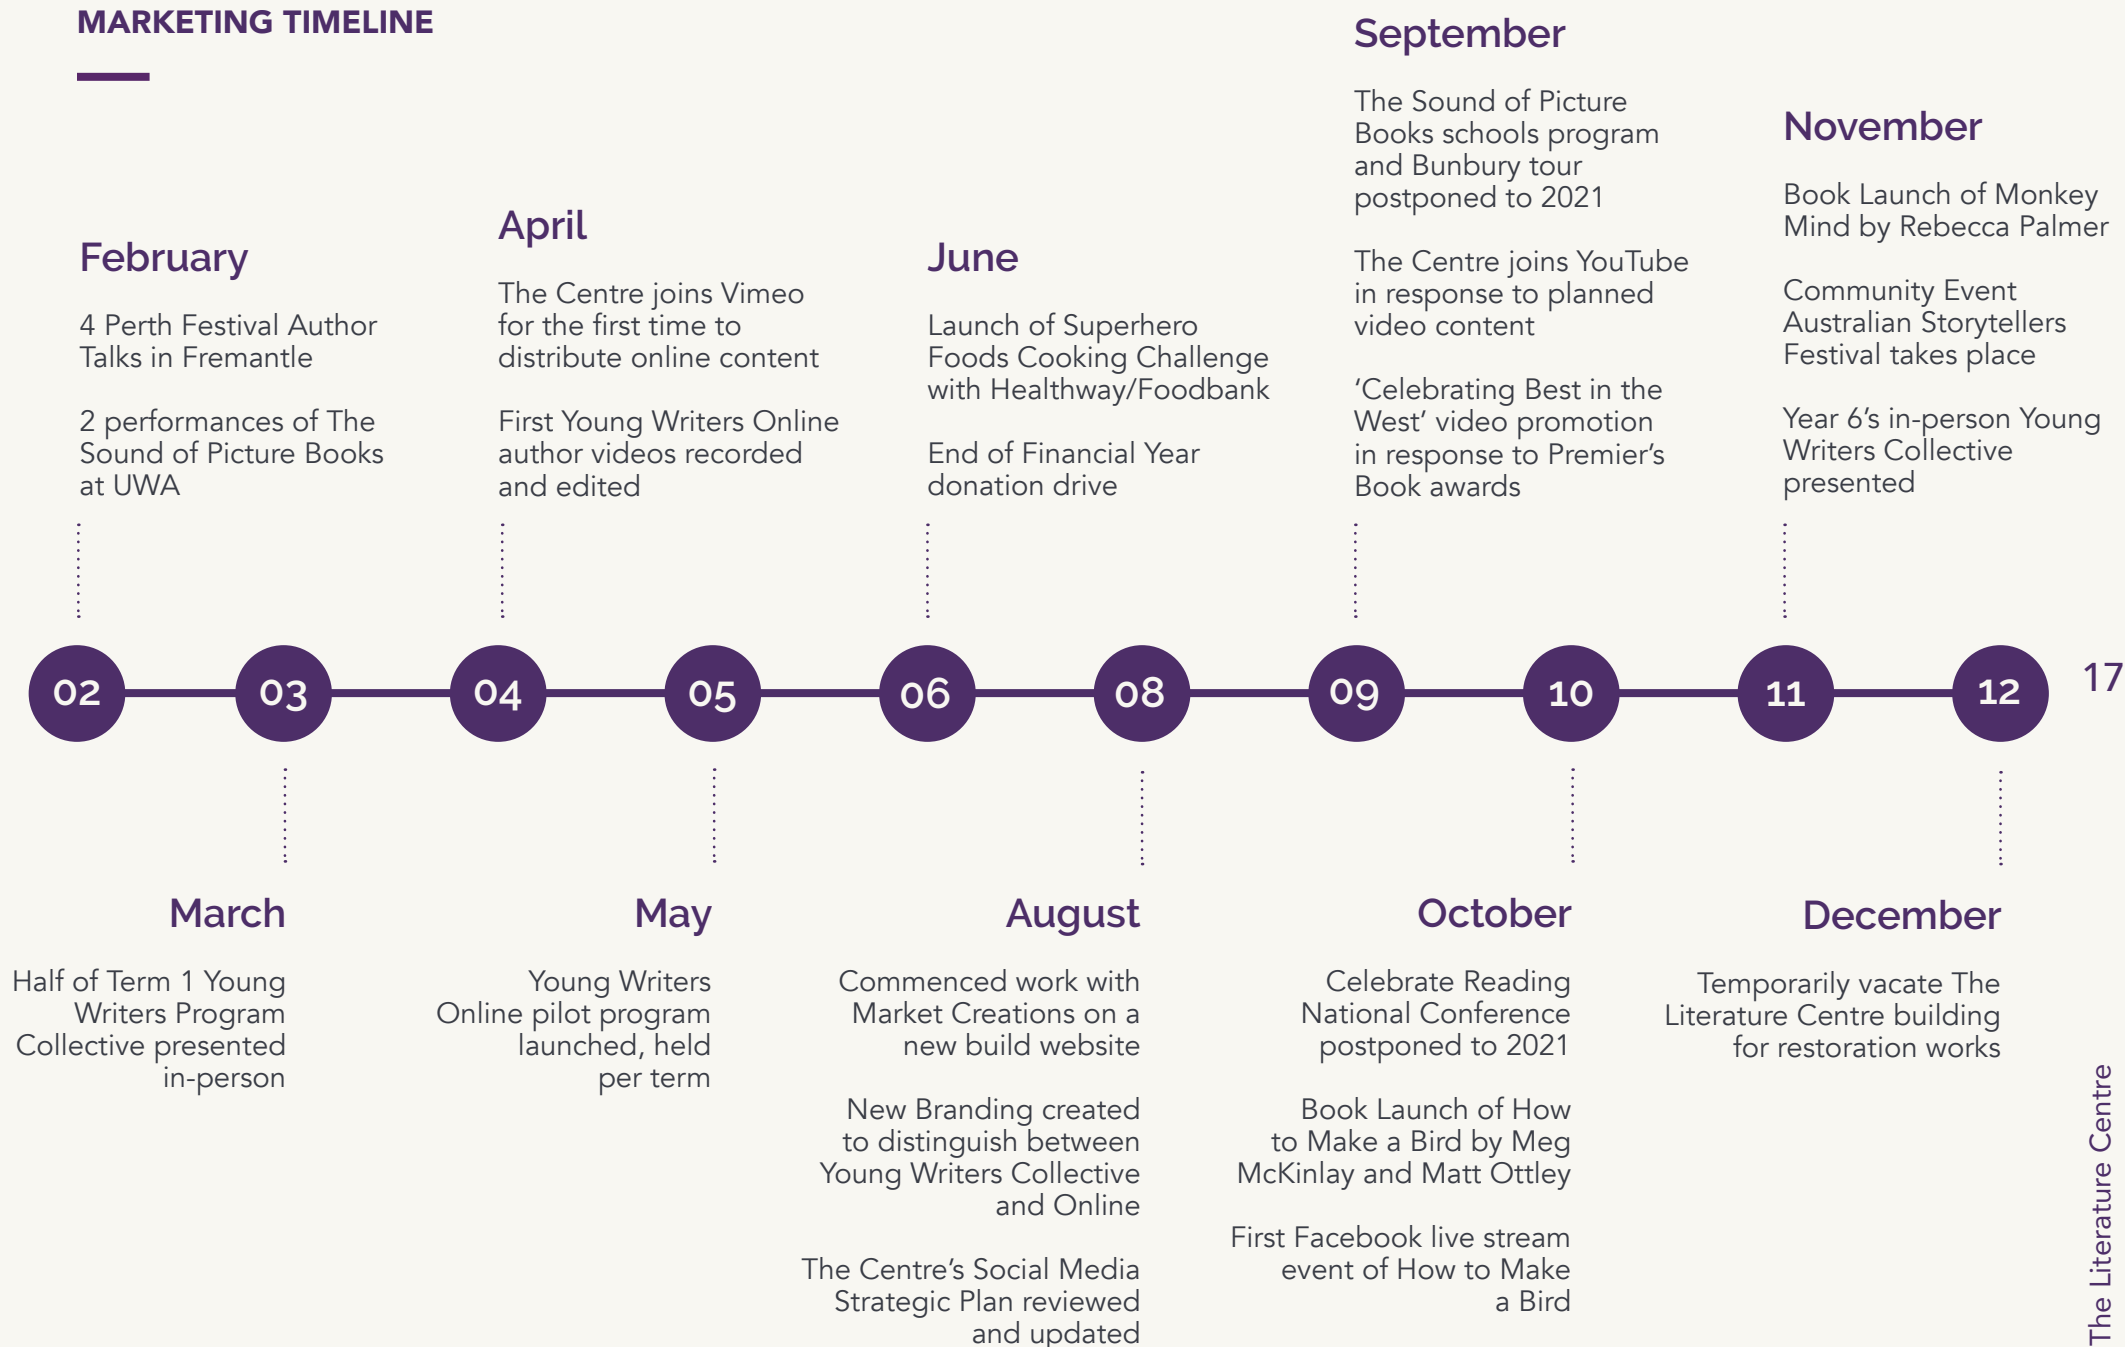 MARKETING TIMELINE
February
4 Perth Festival Author
Talks in Fremantle
2 performances of The
Sound of Picture Books
at UWA
April
The Centre joins Vimeo
for the first time to
distribute online content
First Young Writers Online
author videos recorded
and edited
June
Launch of Superhero
Foods Cooking Challenge
with Healthway/Foodbank
End of Financial Year
donation drive
September
The Sound of Picture
Books schools program
and Bunbury tour
postponed to 2021
The Centre joins YouTube
in response to planned
video content
‘Celebrating Best in the
West’ video promotion
in response to Premier’s
Book awards
November
Book Launch of Monkey
Mind by Rebecca Palmer
Community Event
Australian Storytellers
Festival takes place
Year 6’s in-person Young
Writers Collective
presented
02
03
04
05
06
08
09
10
11
12
17
March
Half of Term 1 Young
Writers Program
Collective presented
in-person
May
Young Writers
Online pilot program
launched, held
per term
August
Commenced work with
Market Creations on a
new build website
New Branding created
to distinguish between
Young Writers Collective
and Online
The Centre’s Social Media
Strategic Plan reviewed
and updated
October
Celebrate Reading
National Conference
postponed to 2021
Book Launch of How
to Make a Bird by Meg
McKinlay and Matt Ottley
First Facebook live stream
event of How to Make
a Bird
December
Temporarily vacate The
Literature Centre building
for restoration works
The Literature Centre